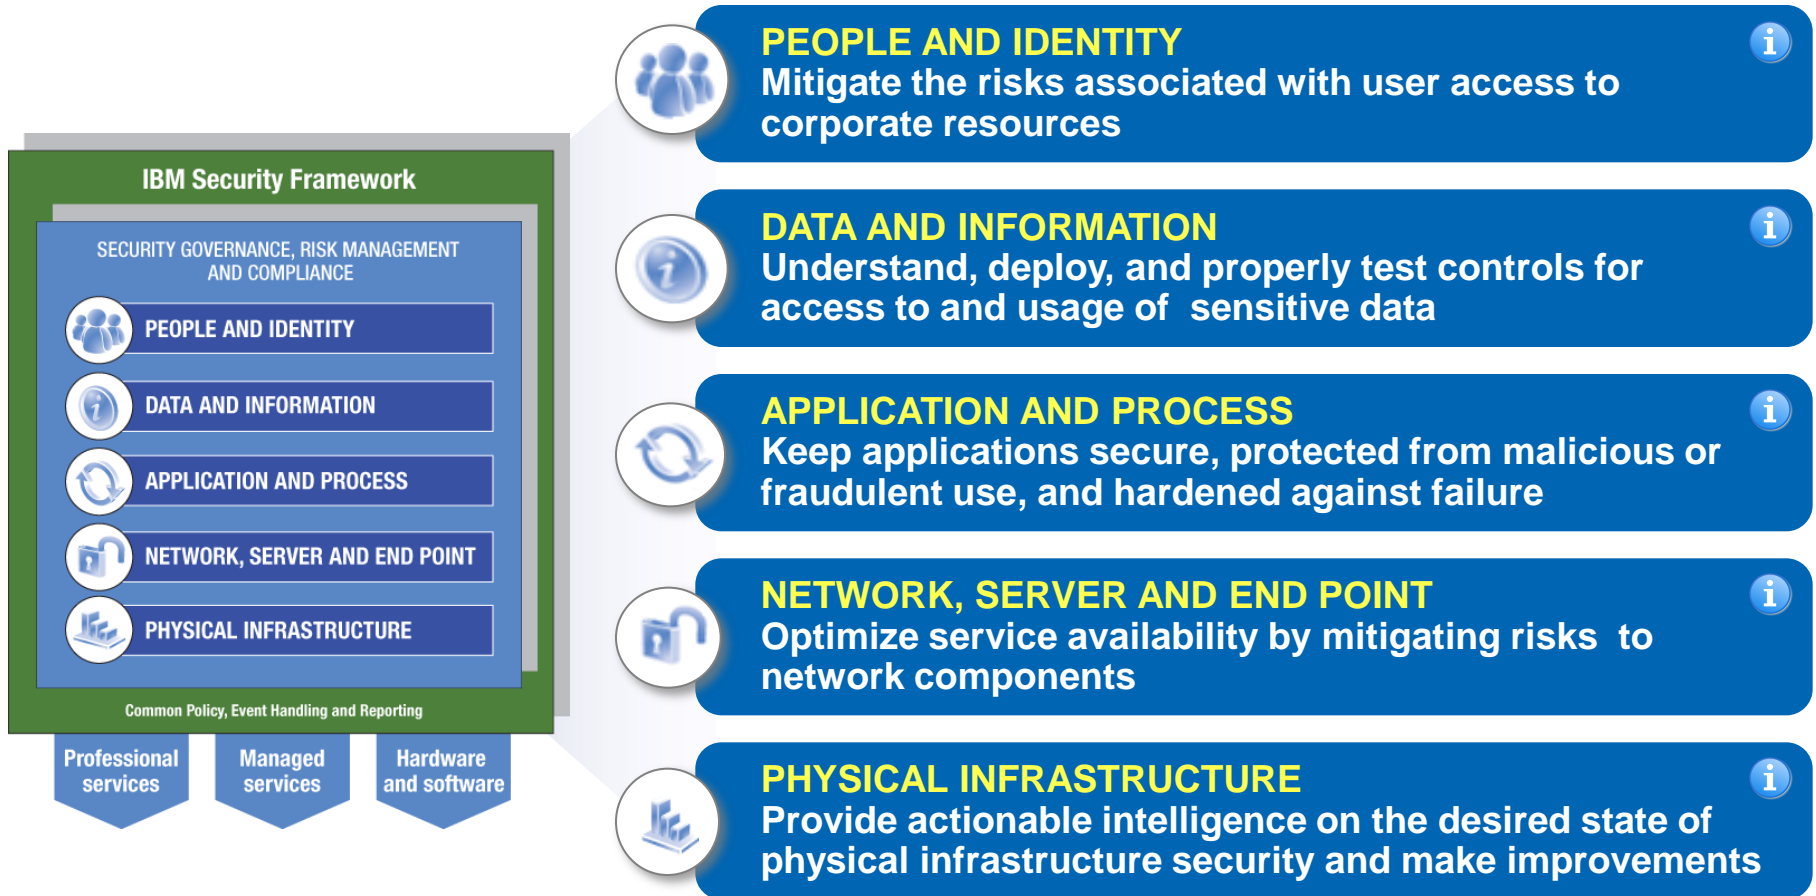 IBM Security Framework
SECURITY GOVERNANCE, RISK MANAGEMENT
AND COMPLIANCE
PEOPLE AND IDENTITY
DATA AND INFORMATION
APPLICATION AND PROCESS
NETWORK, SERVER AND END POINT
PHYSICAL INFRASTRUCTURE
Common Policy, Event Handling and Reporting
Professional
services
Managed
services
Hardware
and software
PEOPLE AND IDENTITY
Mitigate the risks associated with user access to
corporate resources
DATA AND INFORMATION
Understand, deploy, and properly test controls for
access to and usage of  sensitive data
APPLICATION AND PROCESS
Keep applications secure, protected from malicious or
fraudulent use, and hardened against failure
NETWORK, SERVER AND END POINT
Optimize service availability by mitigating risks  to
network components
PHYSICAL INFRASTRUCTURE
Provide actionable intelligence on the desired state of
physical infrastructure security and make improvements